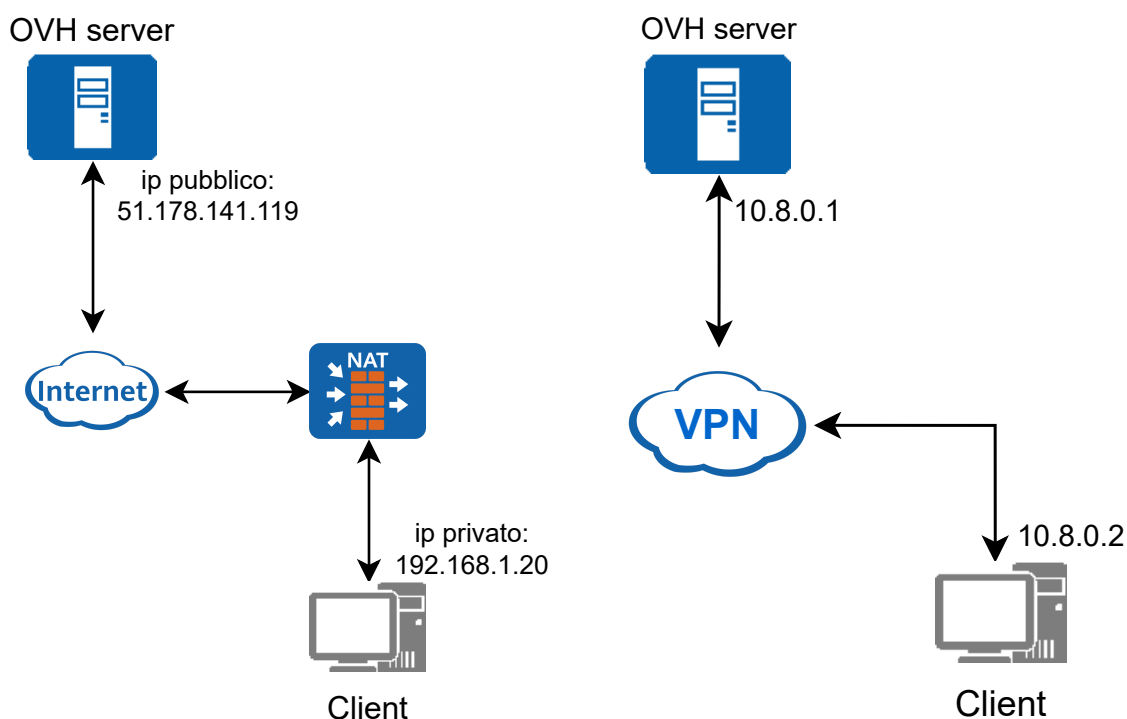 OVH server
ip pubblico:
51.178.141.119
Internet
NAT
ip privato:
192.168.1.20
Client
OVH server
10.8.0.1
VPN
10.8.0.2
Client